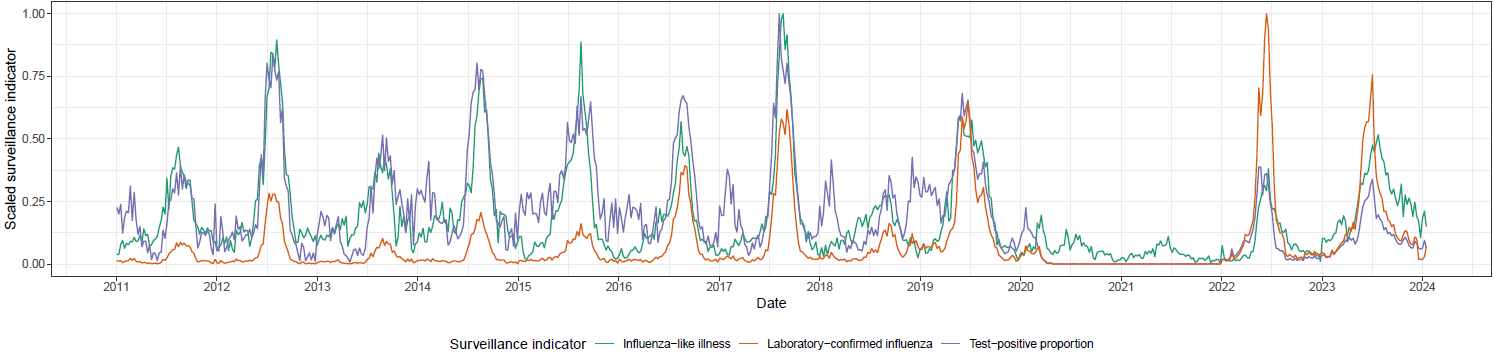 Scaled surveillance indicator
1.00
0.75
0.50
0.25
0.00
2011 2012 2013 2014 2015 2016 2017 2018 2019 2020 2021 2022 2023 2024
Date
Surveillance indicator Influenza−like illness Laboratory−confirmed influenza Test−positive proportion